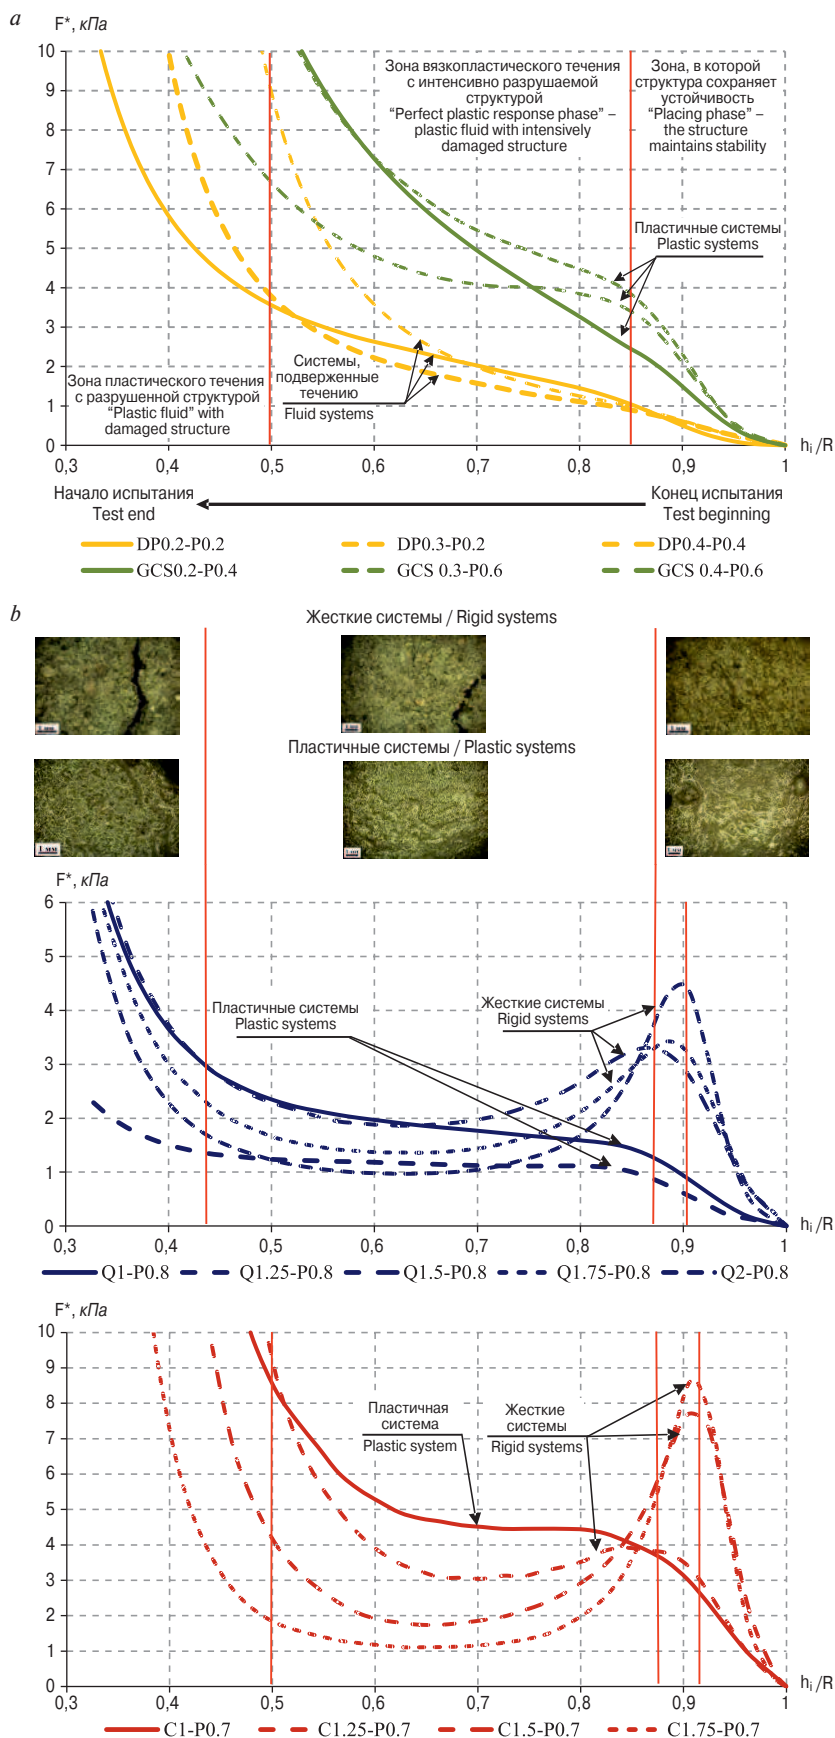 a
F*, кПа
10
9
8
7
6
5
4
3
2
1
0
0,3
0,4
0,5
0,6
0,7
0,8
0,9
1
hi/R
Зона вязкопластического течения
с интенсивно разрушаемой
структурой
“Perfect plastic response phase” –
plastic fluid with intensively
damaged structure
Зона, в которой
структура сохраняет
устойчивость
“Placing phase” –
the structure
maintains stability
Пластичные системы
Plastic systems
Системы,
подверженные
течению
Fluid systems
Зона пластического течения
с разрушенной структурой
“Plastic fluid” with
damaged structure
Начало испытания
Test end
Конец испытания
Test beginning
DP0.2-P0.2
DP0.3-P0.2
DP0.4-P0.4
GCS0.2-P0.4
GCS 0.3-P0.6
GCS 0.4-P0.6
b
Жесткие системы / Rigid systems
Пластичные системы / Plastic systems
F*, кПа
6
5
4
3
2
1
0
0,3
0,4
0,5
0,6
0,7
0,8
0,9
1
hi/R
Пластичные системы
Plastic systems
Жесткие системы
Rigid systems
Q1-P0.8
Q1.25-P0.8
Q1.5-P0.8
Q1.75-P0.8
Q2-P0.8
F*, кПа
10
9
8
7
6
5
4
3
2
1
0
0,3
0,4
0,5
0,6
0,7
0,8
0,9
1
hi/R
Пластичная
система
Plastic system
Жесткие
системы
Rigid systems
C1-P0.7
C1.25-P0.7
C1.5-P0.7
C1.75-P0.7